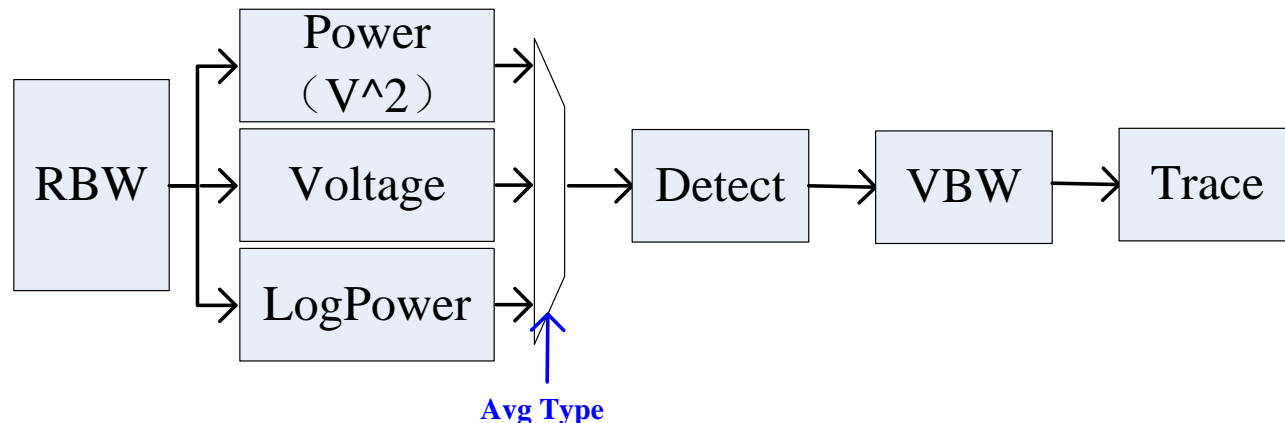 RBW
Power
（V^2）
Voltage
LogPower
Detect
VBW
Trace
Avg Type